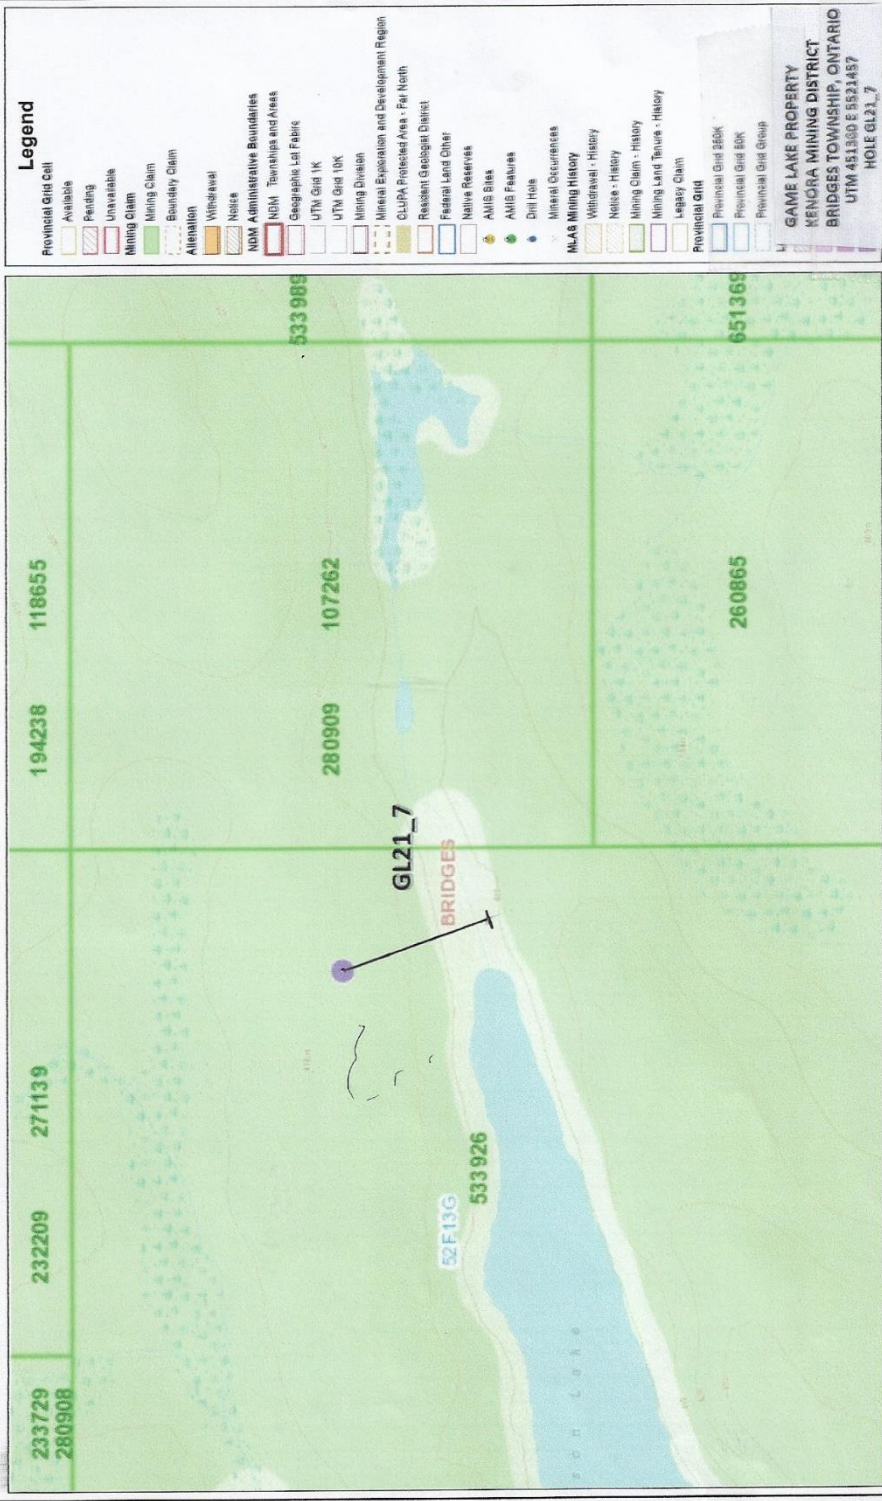 Legend
Provincial Grid Cell
Available
Pending
Unavailable
Mining Claim
Mining Claim
Boundary Claim
Alienation
Withdrawal
Notice
NDM Administrative Boundaries
NDM Townships and Areas
Geographic Lot Fabric
UTM Grid 1K
UTM Grid 10K
Mining Division
Mineral Exploration and Development Region
CLUPA Protected Area - Far North
Resident Geologist District
Federal Land Other
Native Reserves
AMIS Sites
AMIS Features
Drill Hole
Mineral Occurrences
MLAS Mining History
Withdrawal - History
Notice - History
Mining Claim - History
Mining Land Tenure - History
Legacy Claim
Provincial Grid
Provincial Grid 250K
Provincial Grid 50K
Provincial Grid Group
GAME LAKE PROPERTY
KENORA MINING DISTRICT
BRIDGES TOWNSHIP, ONTARIO
UTM 451380 E 5521457
HOLE GL21_7
233729
280908
232209
271139
194238
118655
533989
280909
107262
GL21_7
BRIDGES
52F13G
533926
son Lake
260865
651369